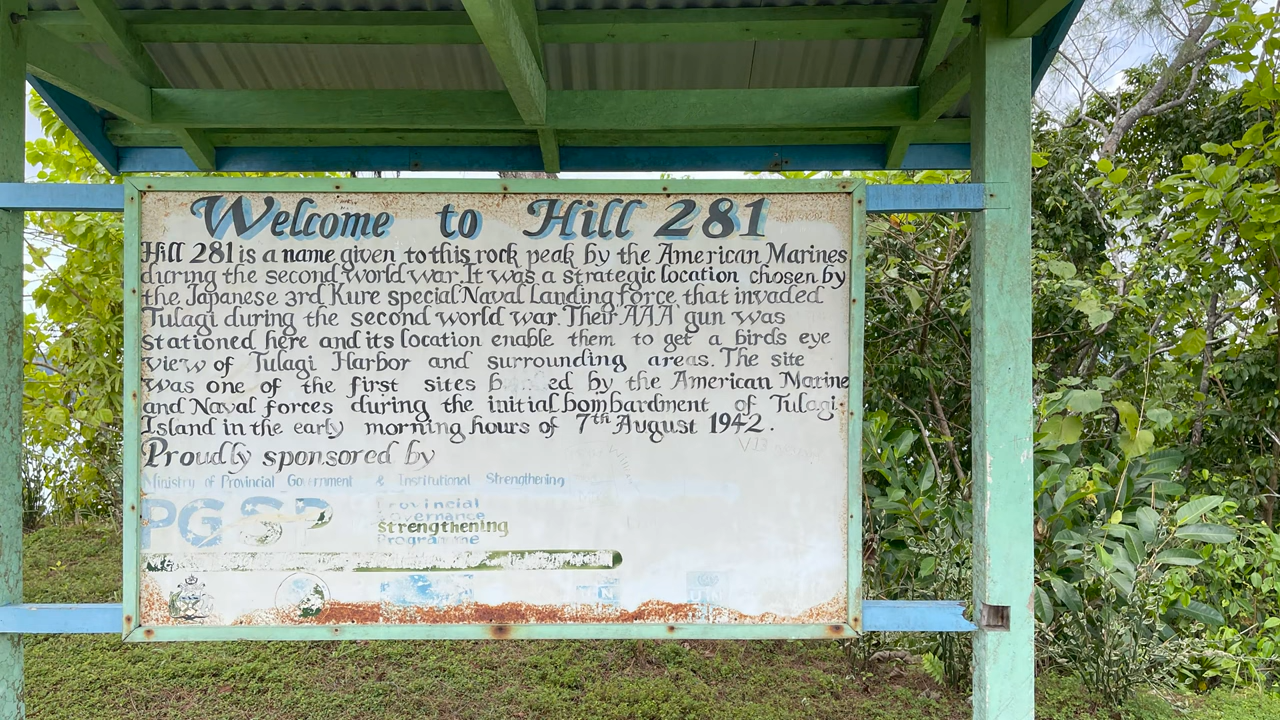 Welcome to Hill 281
Hill 281 is a name given to this rock peak by the American Marines
during the second world war. It was a strategic location chosen by
the Japanese 3rd Kure special Naval Landing force that invaded
Tulagi during the second world war. Their AAA gun was
stationed here and its location enable them to get a birds eye
view of Tulagi Harbor and surrounding areas. The site
was one of the first sites by the American Marine
and Naval forces during the initial bombardment of Tulagi
Island in the early morning hours of 7th August 1942.
Proudly sponsored by
Ministry of Provincial Government & Institutional Strengthening
PGSP
Provincial
Governance
Strengthening
Programme